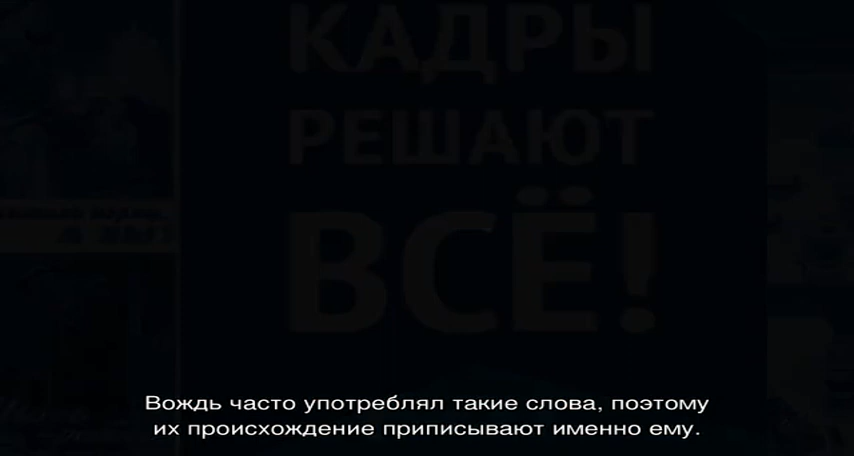 КАДРЫ
РЕШАЮТ
ВСЁ!
Вождь часто употреблял такие слова, поэтому
их происхождение приписывают именно ему.